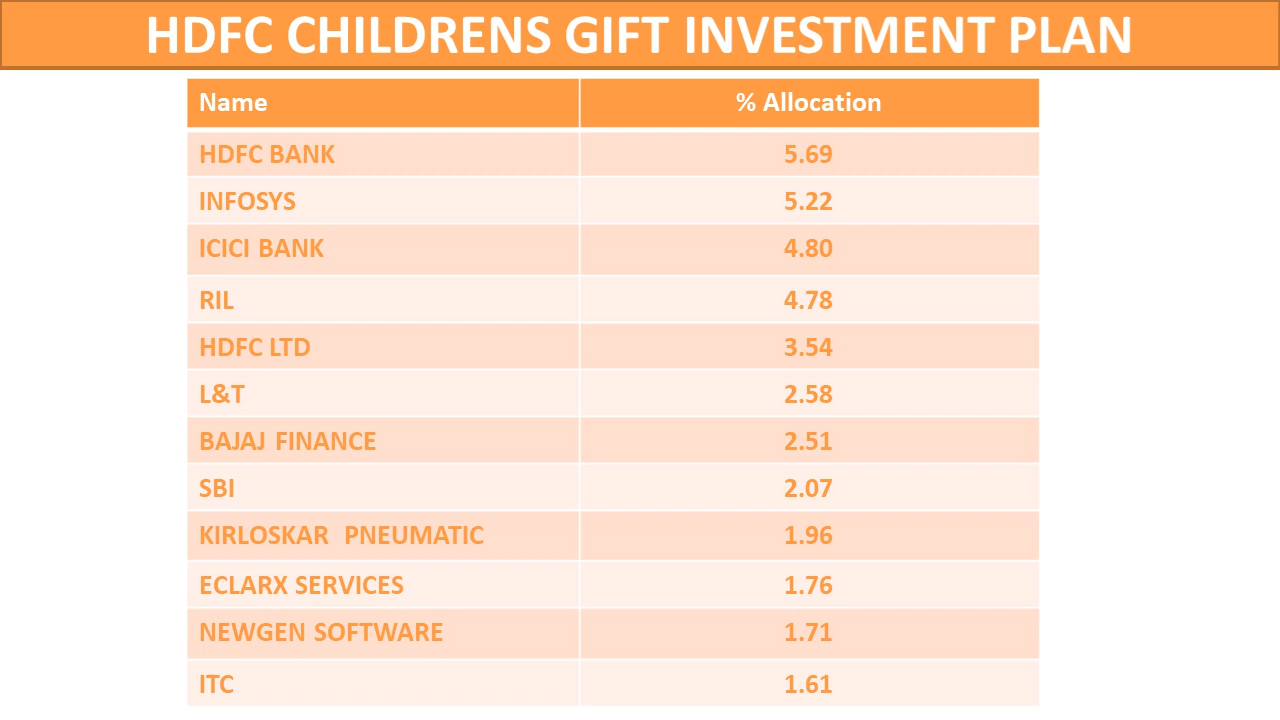 HDFC CHILDRENS GIFT INVESTMENT PLAN
Name % Allocation
HDFC BANK 5.69
INFOSYS 5.22
ICICI BANK 4.80
RIL 4.78
HDFC LTD 3.54
L&T 2.58
BAJAJ FINANCE 2.51
SBI 2.07
KIRLOSKAR PNEUMATIC 1.96
ECLARX SERVICES 1.76
NEWGEN SOFTWARE 1.71
ITC 1.61